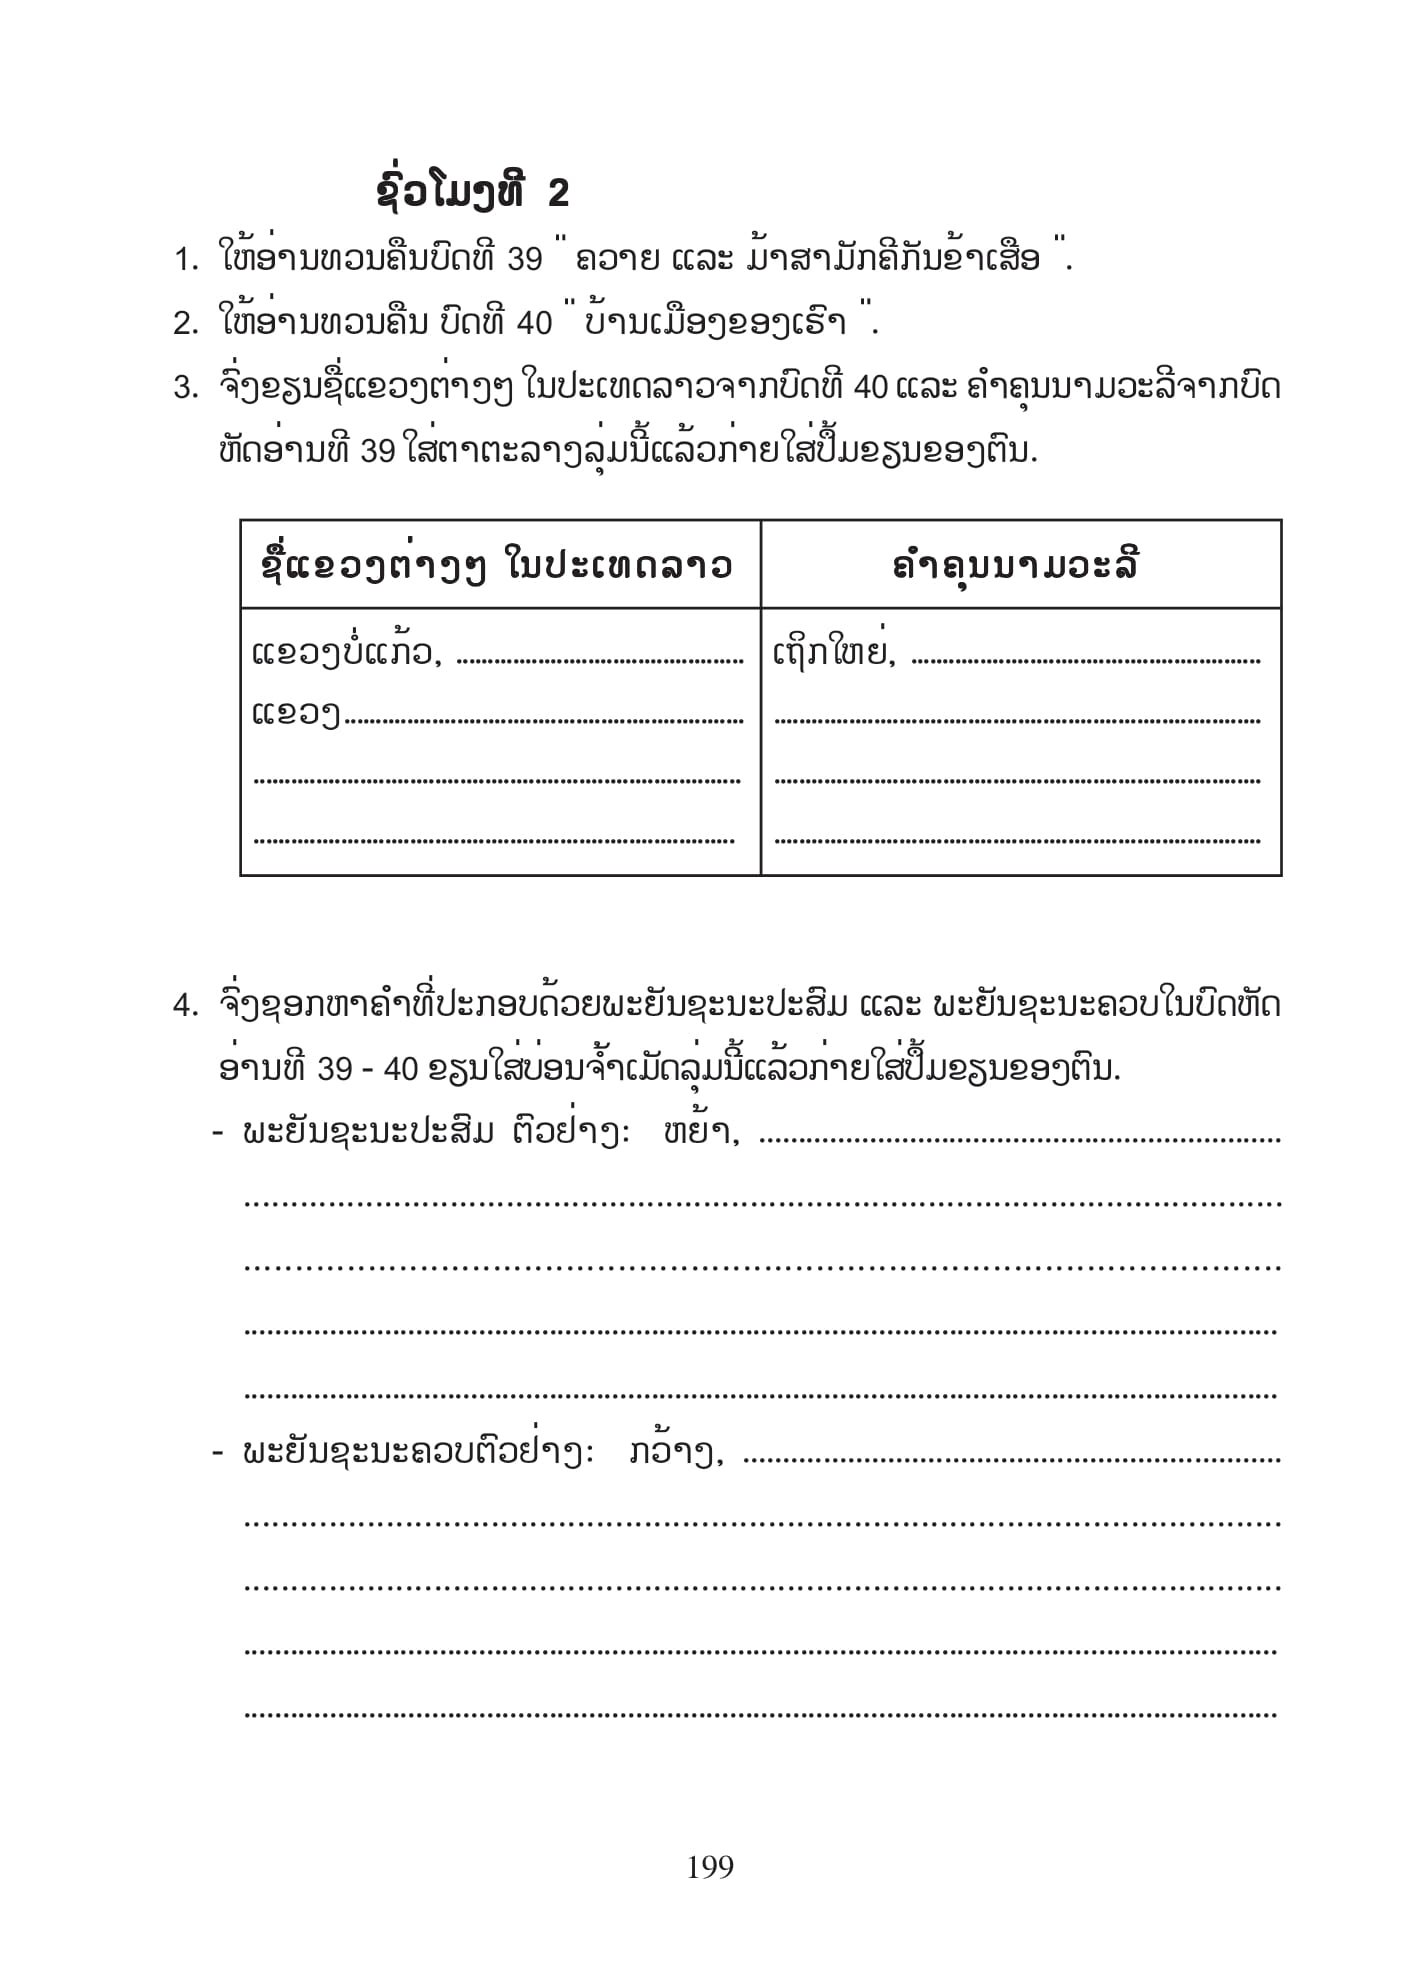 ຊົ່ວໂມງທີ 2
1. ໃຫ້ອ່ານທວນຄືນບົດທີ 39 " ຄວາຍ ແລະ ມ້າສາມັກຄີກັນຂ້າເສືອ ".
2. ໃຫ້ອ່ານທວນຄືນ ບົດທີ 40 " ບ້ານເມືອງຂອງເຮົາ ".
3. ຈົ່ງຂຽນຊື່ແຂວງຕ່າງໆ ໃນປະເທດລາວຈາກບົດທີ 40 ແລະ ຄຳຄຸນນາມວະລີຈາກບົດ
ຫັດອ່ານທີ 39 ໃສ່ຕາຕະລາງລຸ່ມນີ້ແລ້ວກ່າຍໃສ່ປຶ້ມຂຽນຂອງຕົນ.
ຊື່ແຂວງຕ່າງໆ ໃນປະເທດລາວ ຄຳຄຸນນາມວະລີ
ແຂວງບໍ່ແກ້ວ, .............................................. ເຖິກໃຫຍ່, ........................................................
ແຂວງ................................................................ ..............................................................................
.............................................................................. ..............................................................................
............................................................................. ..............................................................................
4. ຈົ່ງຊອກຫາຄຳທີ່ປະກອບດ້ວຍພະຍັນຊະນະປະສົມ ແລະ ພະຍັນຊະນະຄວບໃນບົດຫັດ
ອ່ານທີ 39 - 40 ຂຽນໃສ່ບ່ອນຈ້ຳເມັດລຸ່ມນີ້ແລ້ວກ່າຍໃສ່ປຶ້ມຂຽນຂອງຕົນ.
- ພະຍັນຊະນະປະສົມ ຕົວຢ່າງ: ຫຍ້າ, ..................................................................
..................................................................................................
..................................................................................................
..................................................................................................
..................................................................................................
- ພະຍັນຊະນະຄວບຕົວຢ່າງ: ກວ້າງ, ..................................................................
..................................................................................................
..................................................................................................
..................................................................................................
..................................................................................................
199